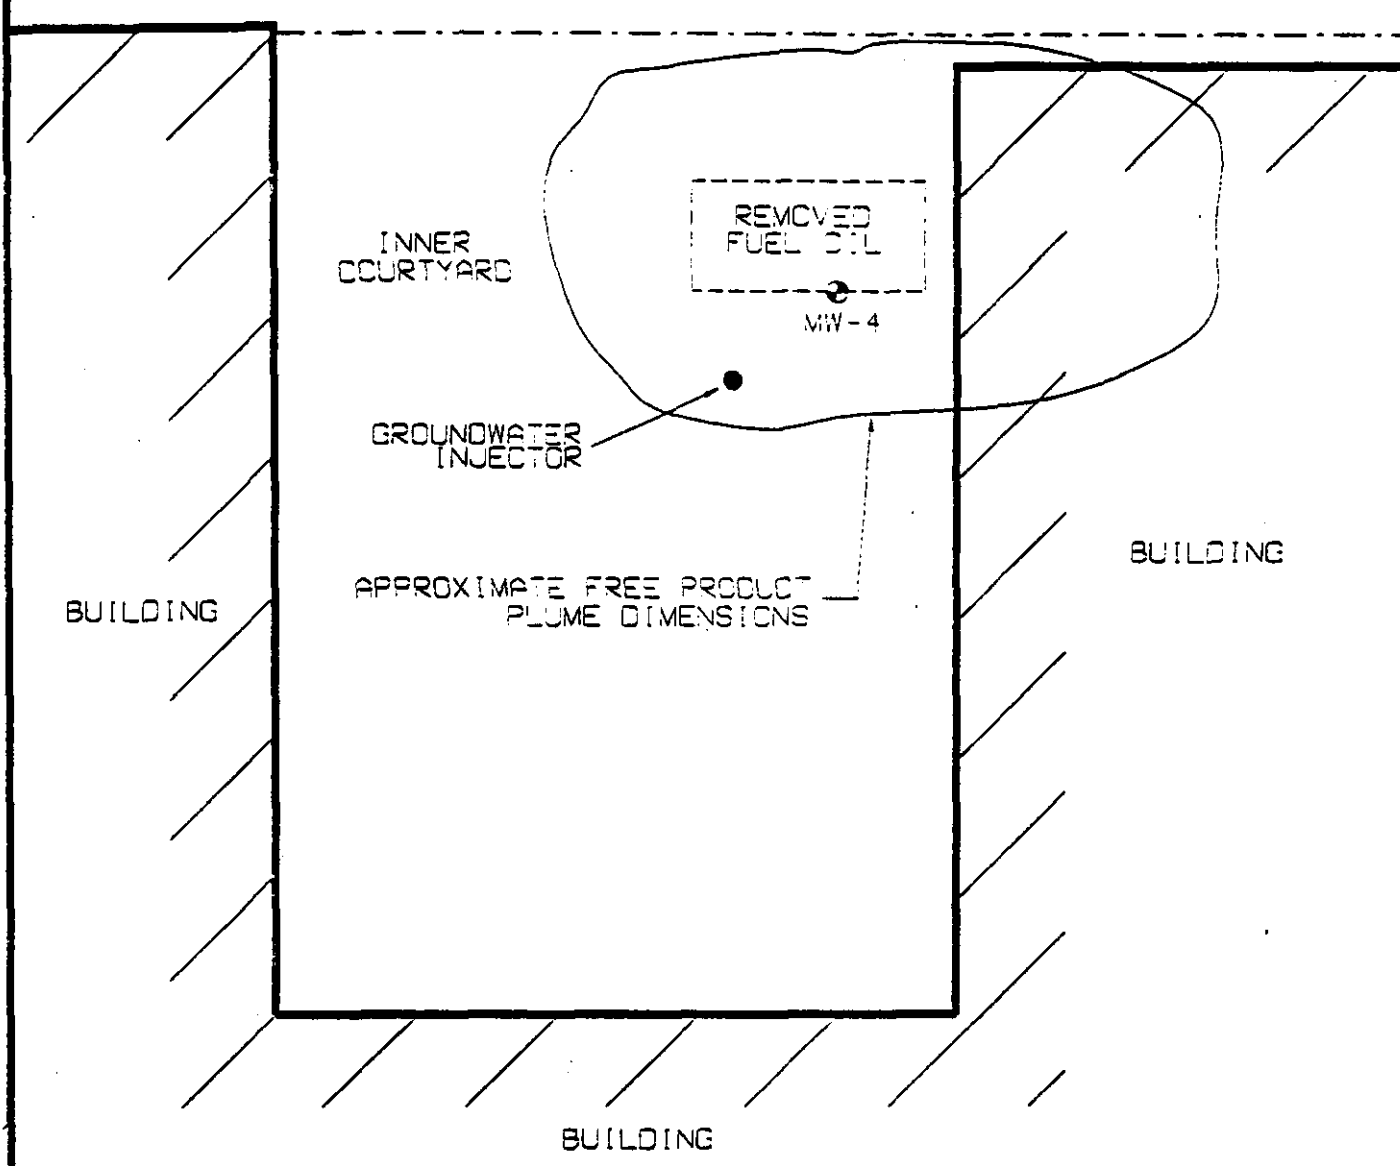 REMOVED
FUEL OIL
INNER
COURTYARD
MW-4
GROUNDWATER
INJECTOR
BUILDING
APPROXIMATE FREE PRODUCT
PLUME DIMENSIONS
BUILDING
BUILDING